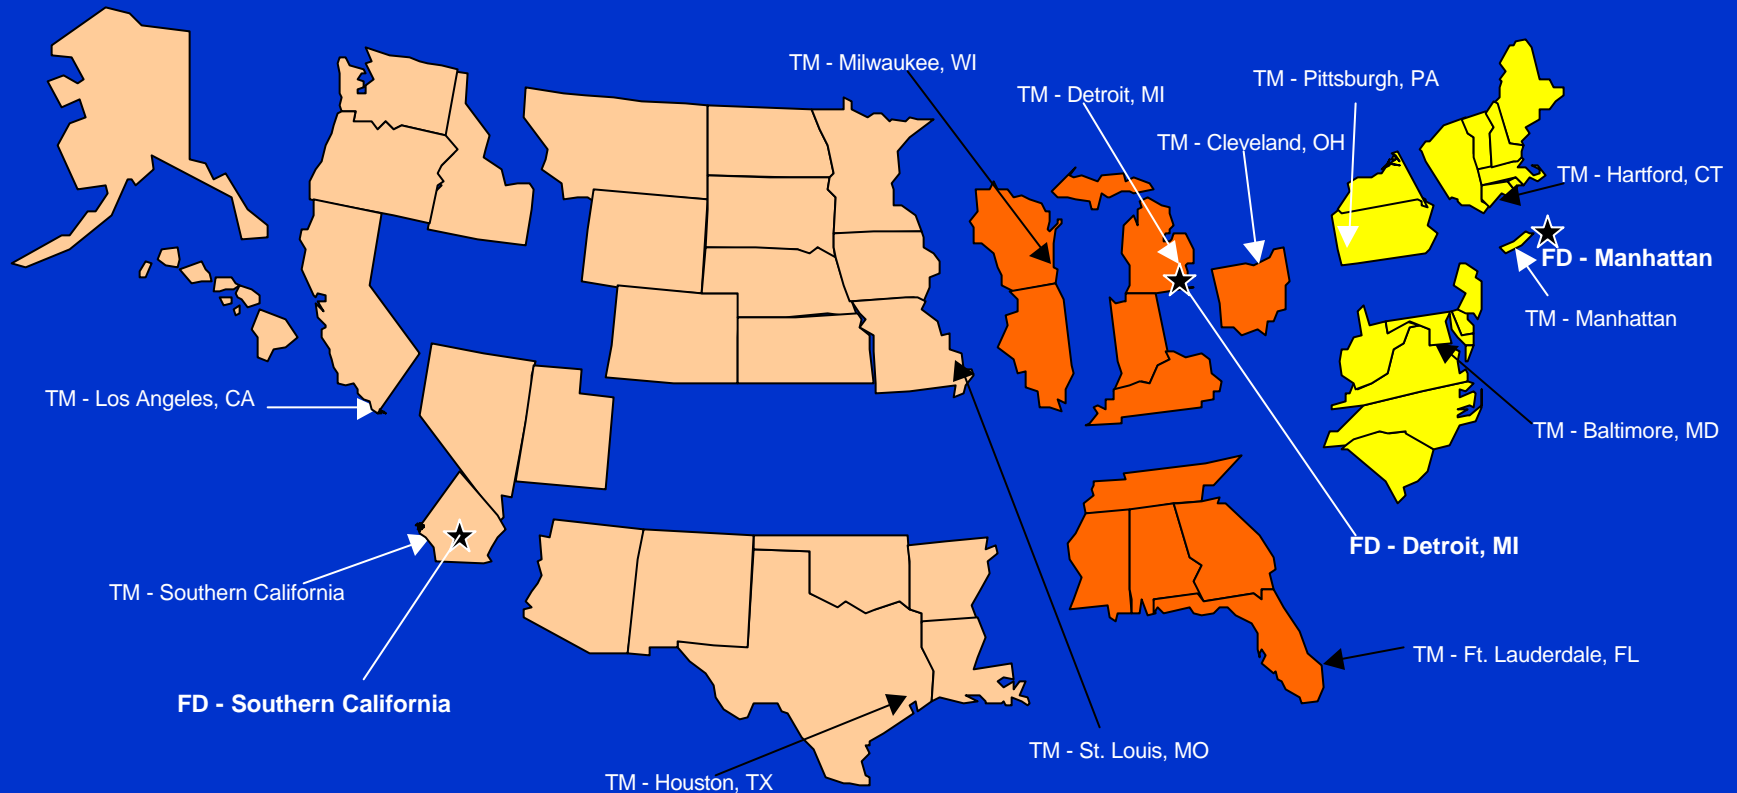 TM - Milwaukee, WI
TM - Detroit, MI
TM - Pittsburgh, PA
TM - Cleveland, OH
TM - Hartford, CT
FD - Manhattan
TM - Manhattan
TM - Los Angeles, CA
TM - Baltimore, MD
FD - Detroit, MI
TM - Southern California
TM - Ft. Lauderdale, FL
FD - Southern California
TM - St. Louis, MO
TM - Houston, TX